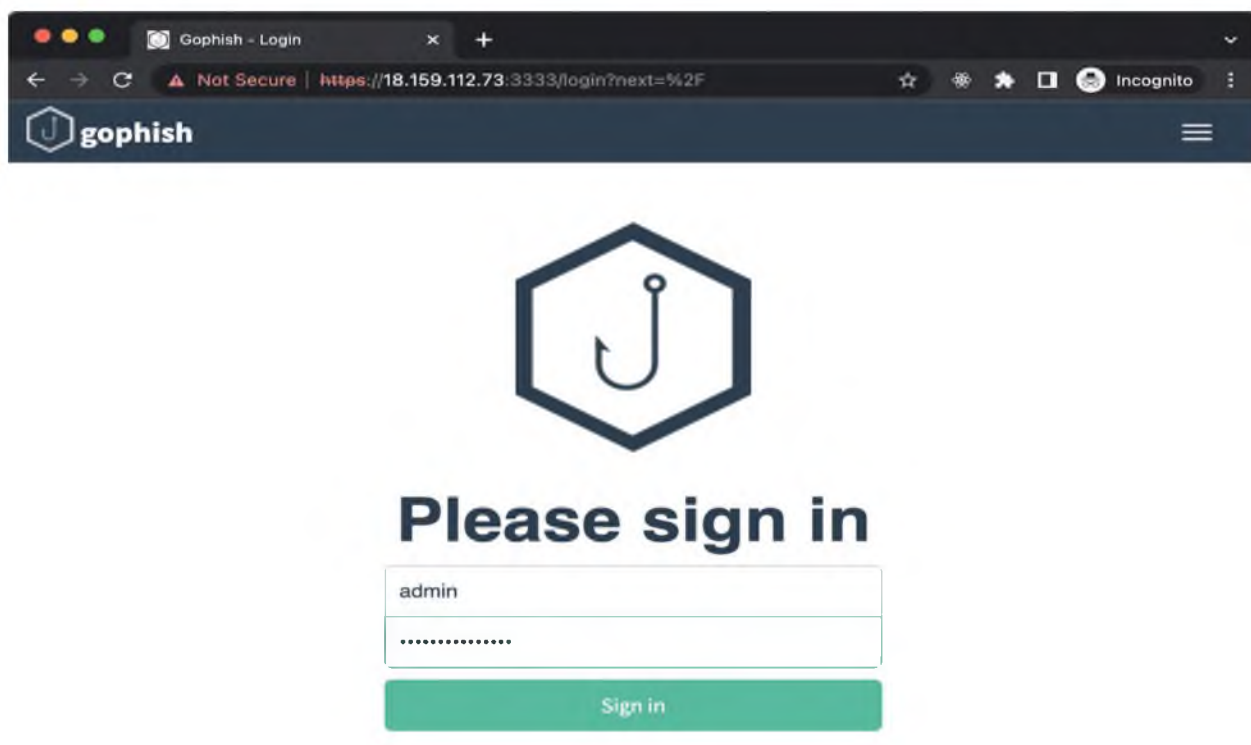 Gophish - Login
Not Secure | https://18.159.112.73:3333/login?next=%2F
Incognito
gophish
Please sign in
admin
•••••••••••••••
Sign in